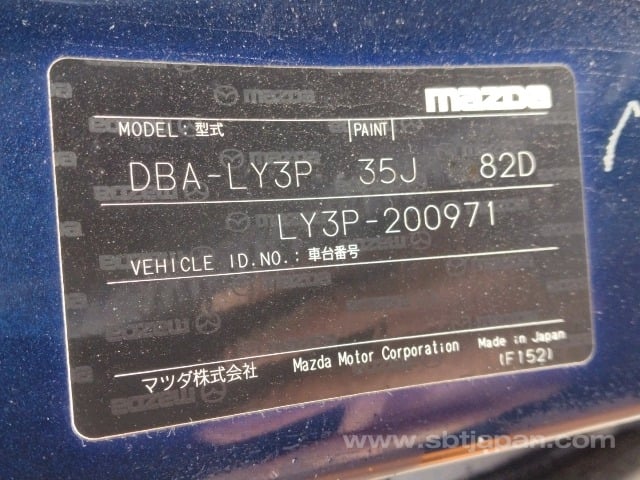 mazda
MODEL: 型式 PAINT
DBA-LY3P 35J 82D
LY3P-200971
VEHICLE ID.NO.: 車台番号
マツダ株式会社 Mazda Motor Corporation Made in Japan
(F152)
www.sbtjapan.com